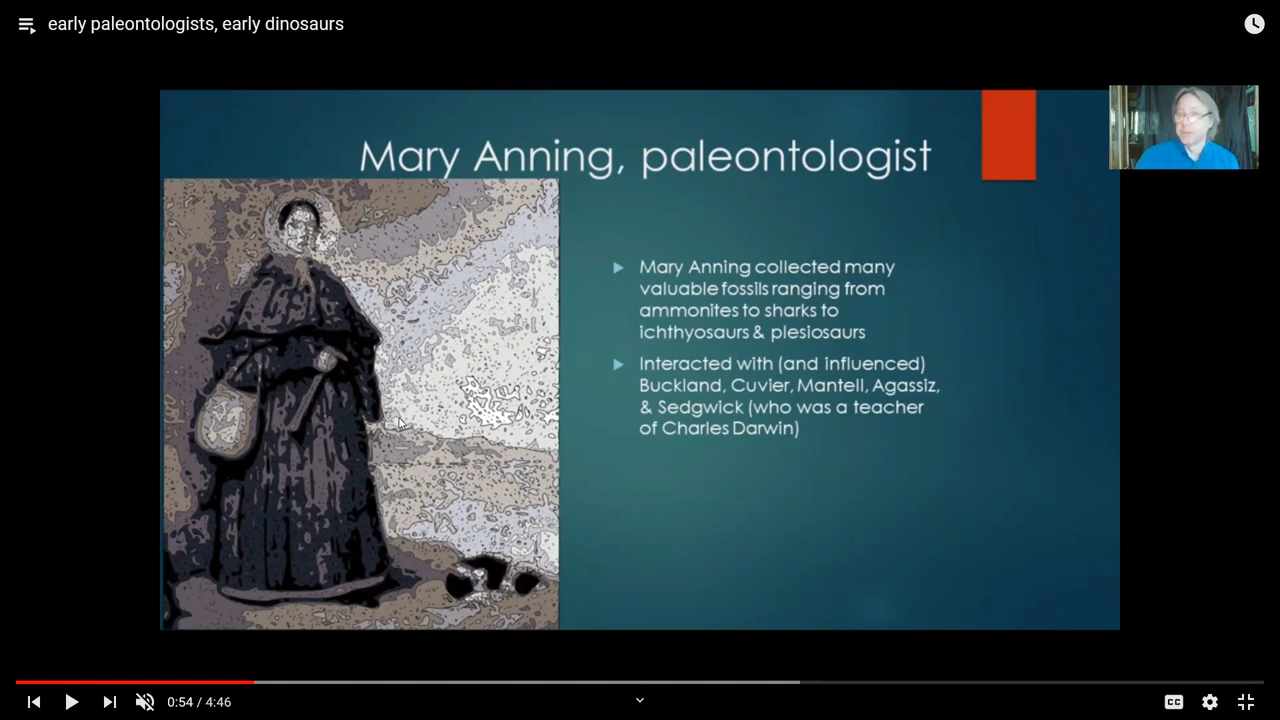 early paleontologists, early dinosaurs
Mary Anning, paleontologist
Mary Anning collected many
valuable fossils ranging from
ammonites to sharks to
ichthyosaurs & plesiosaurs
Interacted with (and influenced)
Buckland, Cuvier, Mantell, Agassiz,
& Sedgwick (who was a teacher
of Charles Darwin)
0:54 / 4:46
CC